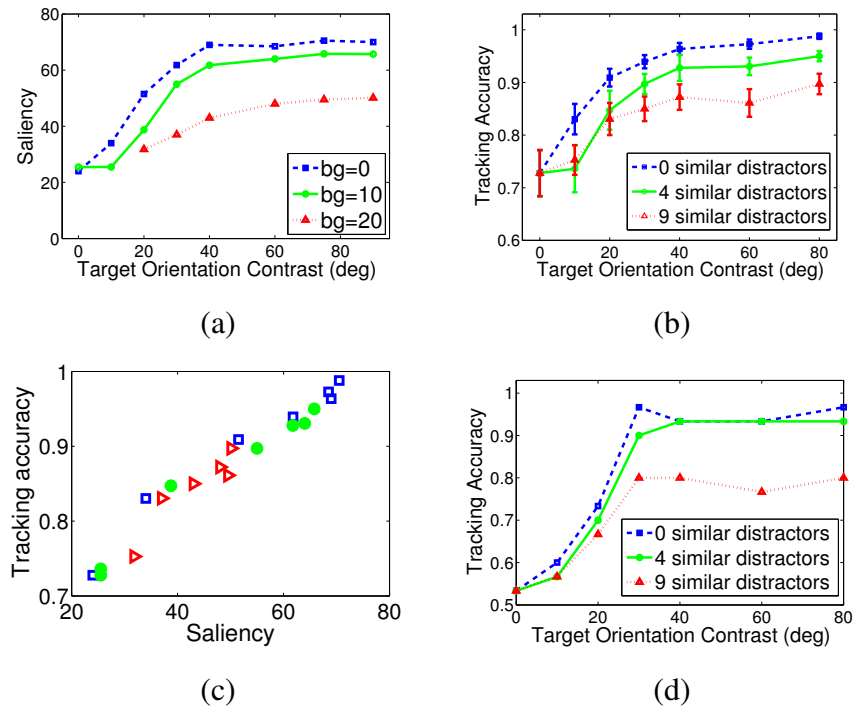 80
60
40
20
0
Saliency
0 20 40 60 80
Target Orientation Contrast (deg)
bg=0
bg=10
bg=20
(a)
1
0.9
0.8
0.7
0.6
Tracking Accuracy
0 20 40 60 80
Target Orientation Contrast (deg)
0 similar distractors
4 similar distractors
9 similar distractors
(b)
1
0.9
0.8
0.7
Tracking accuracy
20 40 60 80
Saliency
(c)
1
0.9
0.8
0.7
0.6
0.5
Tracking Accuracy
0 20 40 60 80
Target Orientation Contrast (deg)
0 similar distractors
4 similar distractors
9 similar distractors
(d)